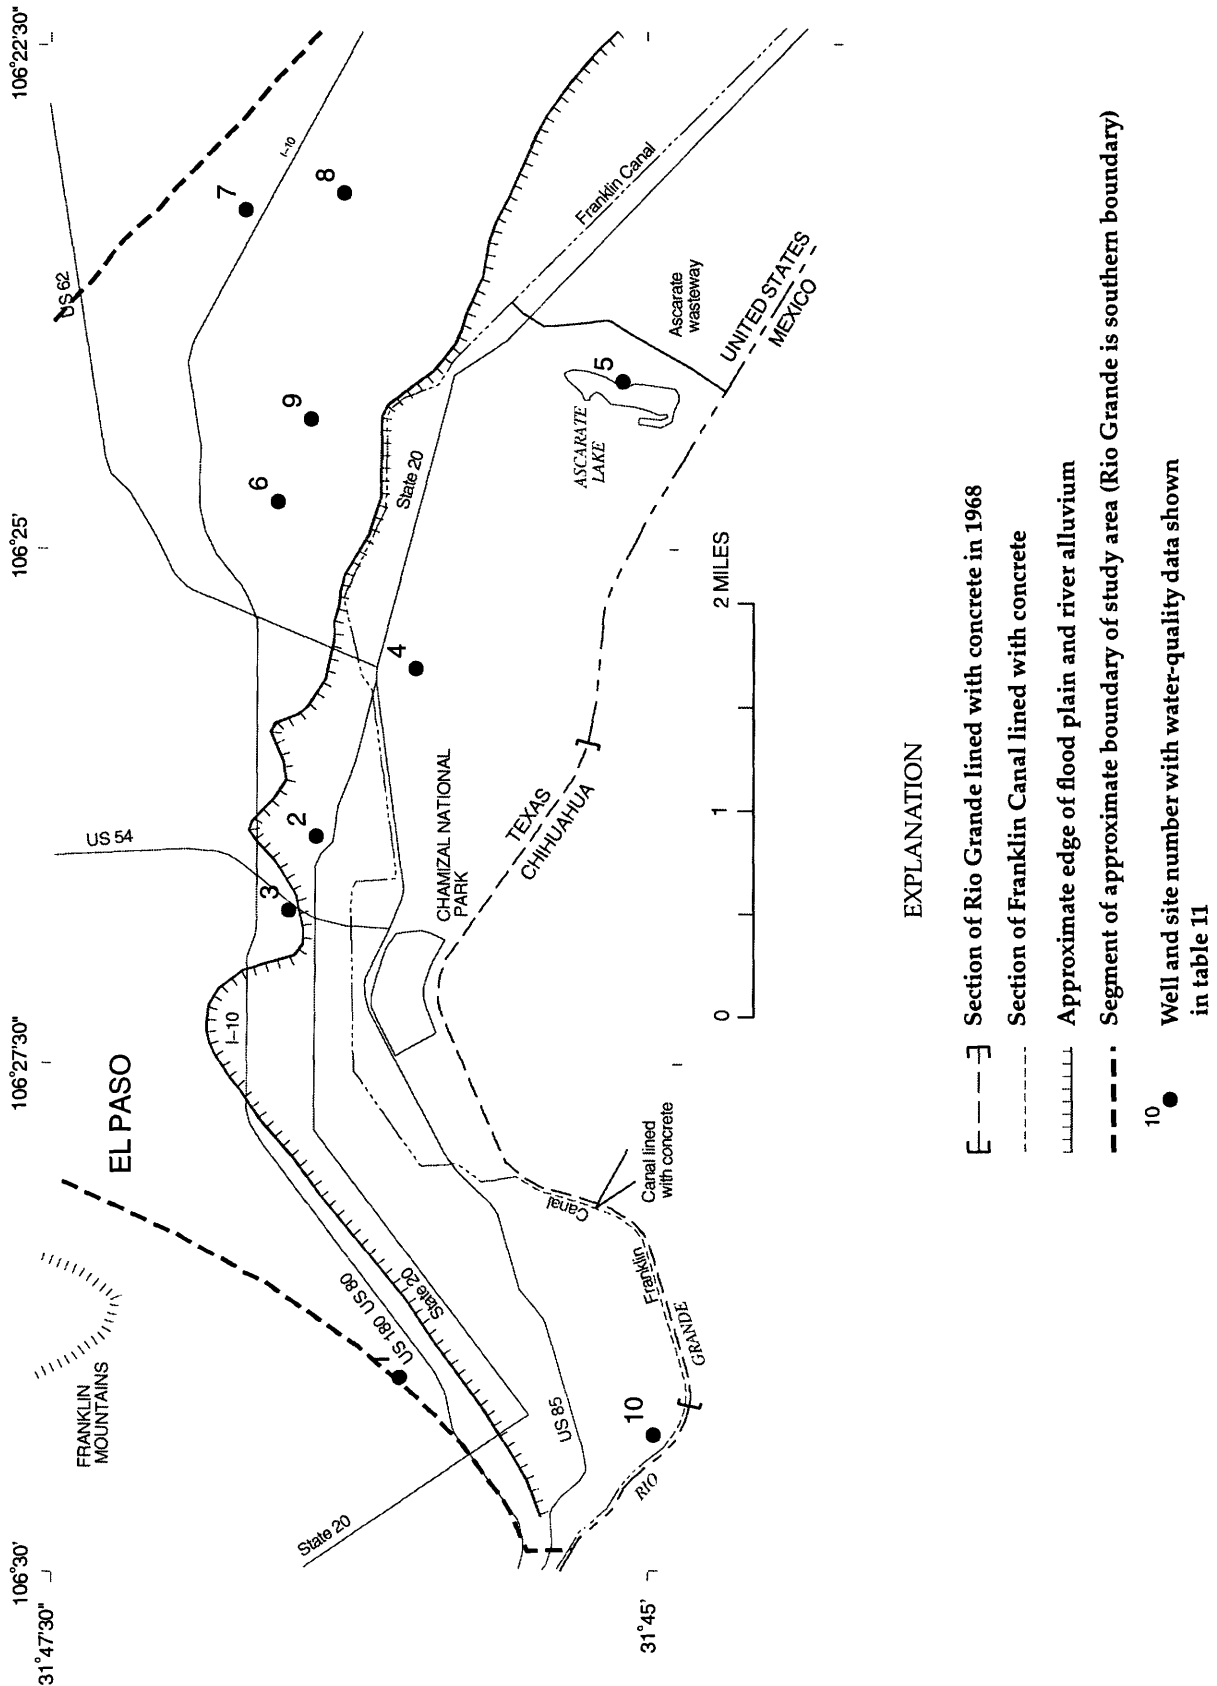 106°30'
106°27'30"
106°25'
106°22'30"
31°47'30"
31°45'
FRANKLIN
MOUNTAINS
EL PASO
US 54
US 62
I-10
I-10
7
8
9
6
3
2
4
5
1
10
State 20
US 180 US 80
State 20
State 20
US 85
CHAMIZAL NATIONAL
PARK
Franklin Canal
Ascarate
wasteway
ASCARATE
LAKE
UNITED STATES
MEXICO
TEXAS
CHIHUAHUA
Canal
Franklin
RIO
GRANDE
Canal lined
with concrete
0
1
2 MILES
EXPLANATION
Section of Rio Grande lined with concrete in 1968
Section of Franklin Canal lined with concrete
Approximate edge of flood plain and river alluvium
Segment of approximate boundary of study area (Rio Grande is southern boundary)
10
Well and site number with water-quality data shown
in table 11